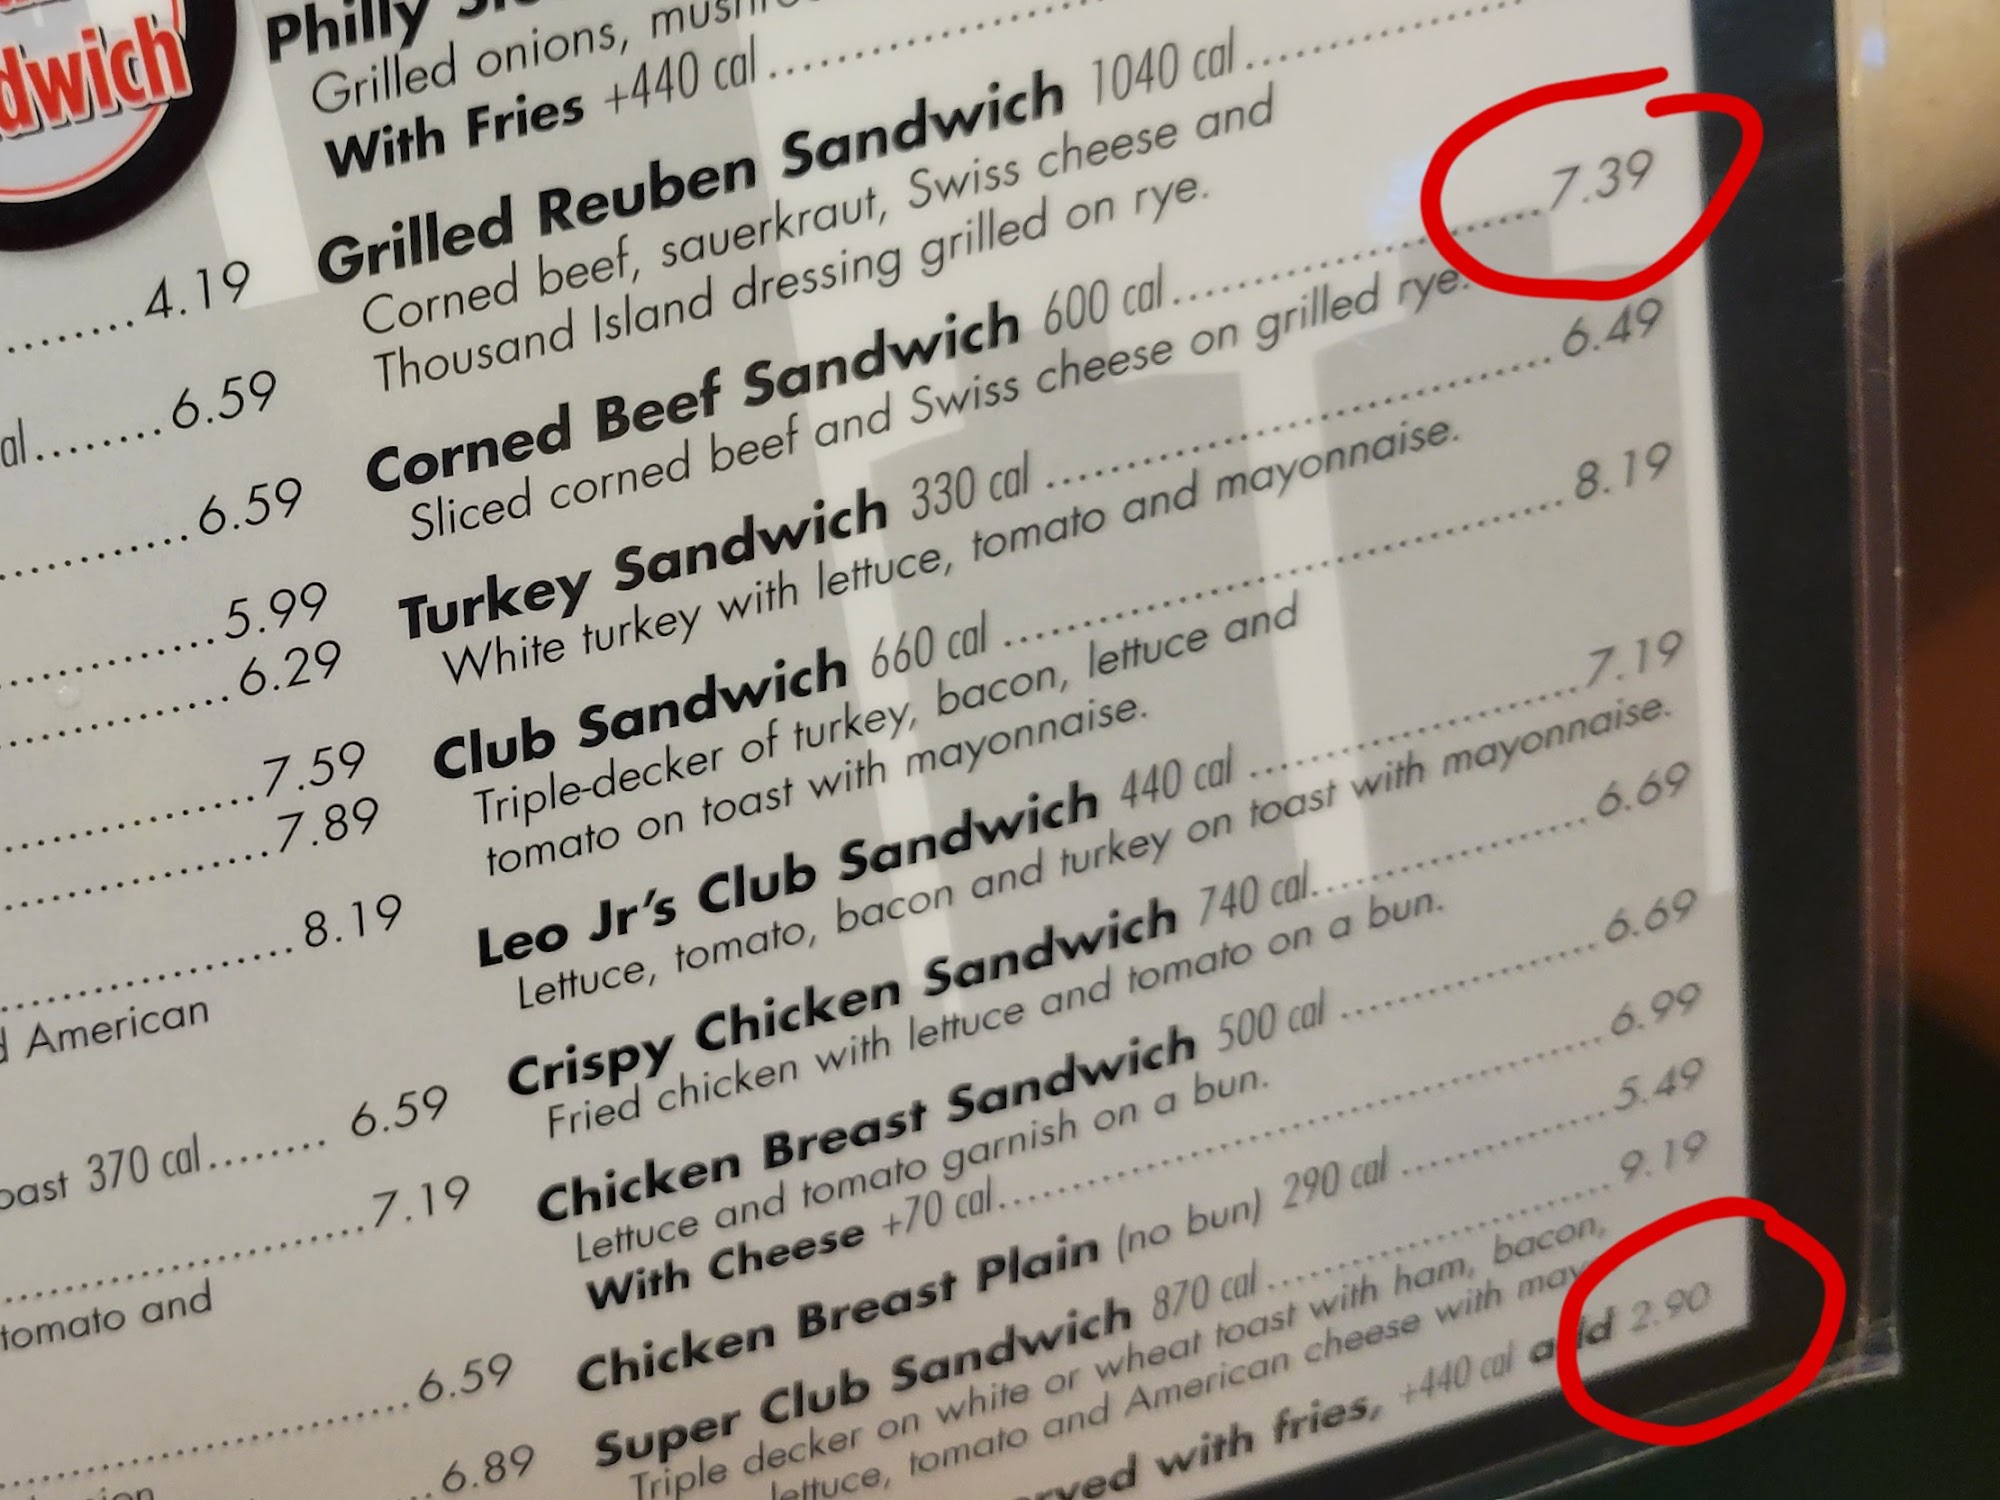 dwich
4.19
al........6.59
6.59
5.99
6.29
7.59
7.89
8.19
American
370 cal........ 6.59
7.19
tomato and
6.59
6.89
Philly
Grilled onions,
With Fries +440 cal
Grilled Reuben Sandwich 1040 cal
Corned beef, sauerkraut, Swiss cheese and
Thousand Island dressing grilled on rye.
Corned Beef Sandwich 600 cal 7.39
Sliced corned beef and Swiss cheese on grilled rye.
Turkey Sandwich 330 cal 6.49
White turkey with lettuce, tomato and mayonnaise.
Club Sandwich 660 cal 8.19
Triple-decker of turkey, bacon, lettuce and
tomato on toast with mayonnaise.
Leo Jr's Club Sandwich 440 cal 7.19
Lettuce, tomato, bacon and turkey on toast with mayonnaise.
Crispy Chicken Sandwich 740 cal 6.69
Fried chicken with lettuce and tomato on a bun.
Chicken Breast Sandwich 500 cal 6.69
Lettuce and tomato garnish on a bun.
With Cheese +70 cal 6.99
Chicken Breast Plain (no bun) 290 cal 5.49
Super Club Sandwich 870 cal 9.19
Triple decker on white or wheat toast with ham, bacon,
lettuce, tomato and American cheese with
with fries, +440 cal add 2.90